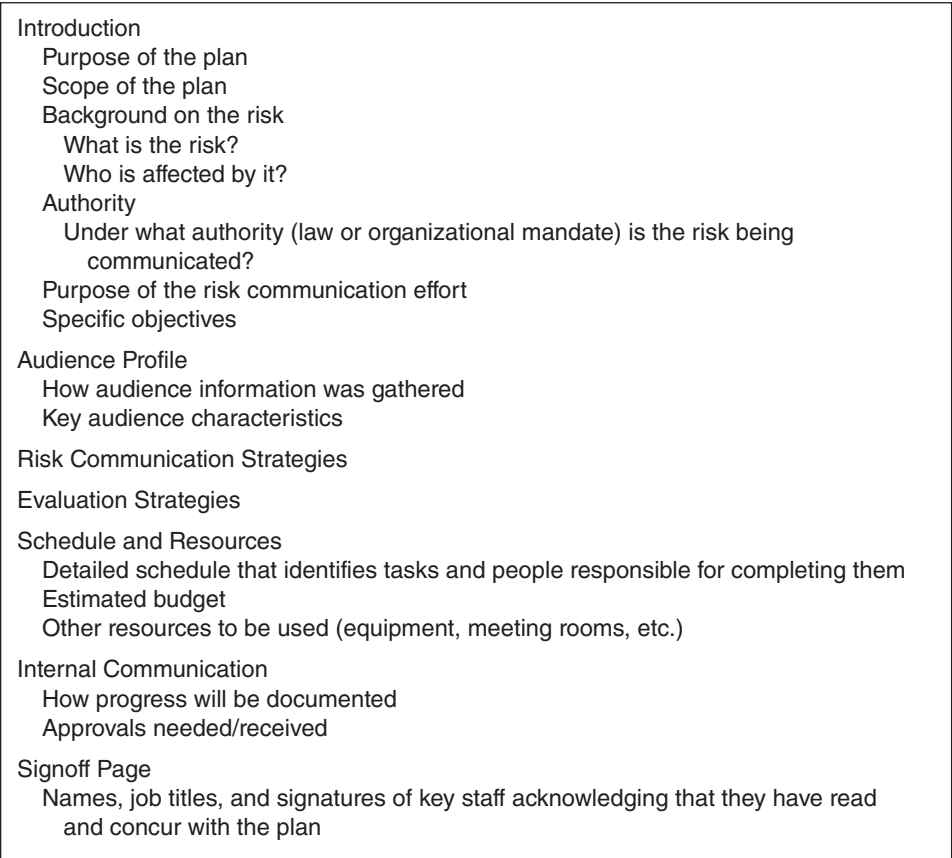 Introduction
Purpose of the plan
Scope of the plan
Background on the risk
What is the risk?
Who is affected by it?
Authority
Under what authority (law or organizational mandate) is the risk being
communicated?
Purpose of the risk communication effort
Specific objectives
Audience Profile
How audience information was gathered
Key audience characteristics
Risk Communication Strategies
Evaluation Strategies
Schedule and Resources
Detailed schedule that identifies tasks and people responsible for completing them
Estimated budget
Other resources to be used (equipment, meeting rooms, etc.)
Internal Communication
How progress will be documented
Approvals needed/received
Signoff Page
Names, job titles, and signatures of key staff acknowledging that they have read
and concur with the plan